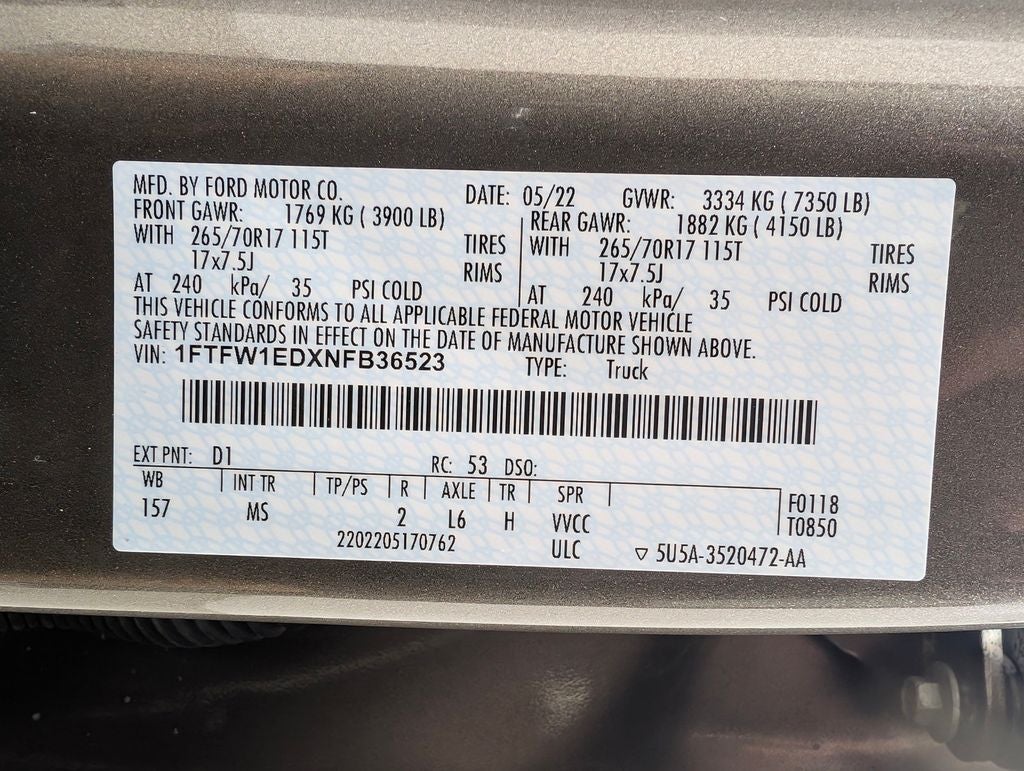 MFD. BY FORD MOTOR CO. DATE: 05/22 GVWR: 3334 KG ( 7350 LB)
FRONT GAWR: 1769 KG ( 3900 LB) REAR GAWR: 1882 KG ( 4150 LB)
WITH 265/70R17 115T TIRES WITH 265/70R17 115T TIRES
17x7.5J RIMS 17x7.5J RIMS
AT 240 kPa/ 35 PSI COLD AT 240 kPa/ 35 PSI COLD
THIS VEHICLE CONFORMS TO ALL APPLICABLE FEDERAL MOTOR VEHICLE
SAFETY STANDARDS IN EFFECT ON THE DATE OF MANUFACTURE SHOWN ABOVE.
VIN: 1FTFW1EDXNFB36523 TYPE: Truck
EXT PNT: D1 RC: 53 DSO:
WB INT TR TP/PS R AXLE TR SPR F0118
157 MS 2 L6 H VVCC T0850
2202205170762 ULC ▽ 5U5A-3520472-AA